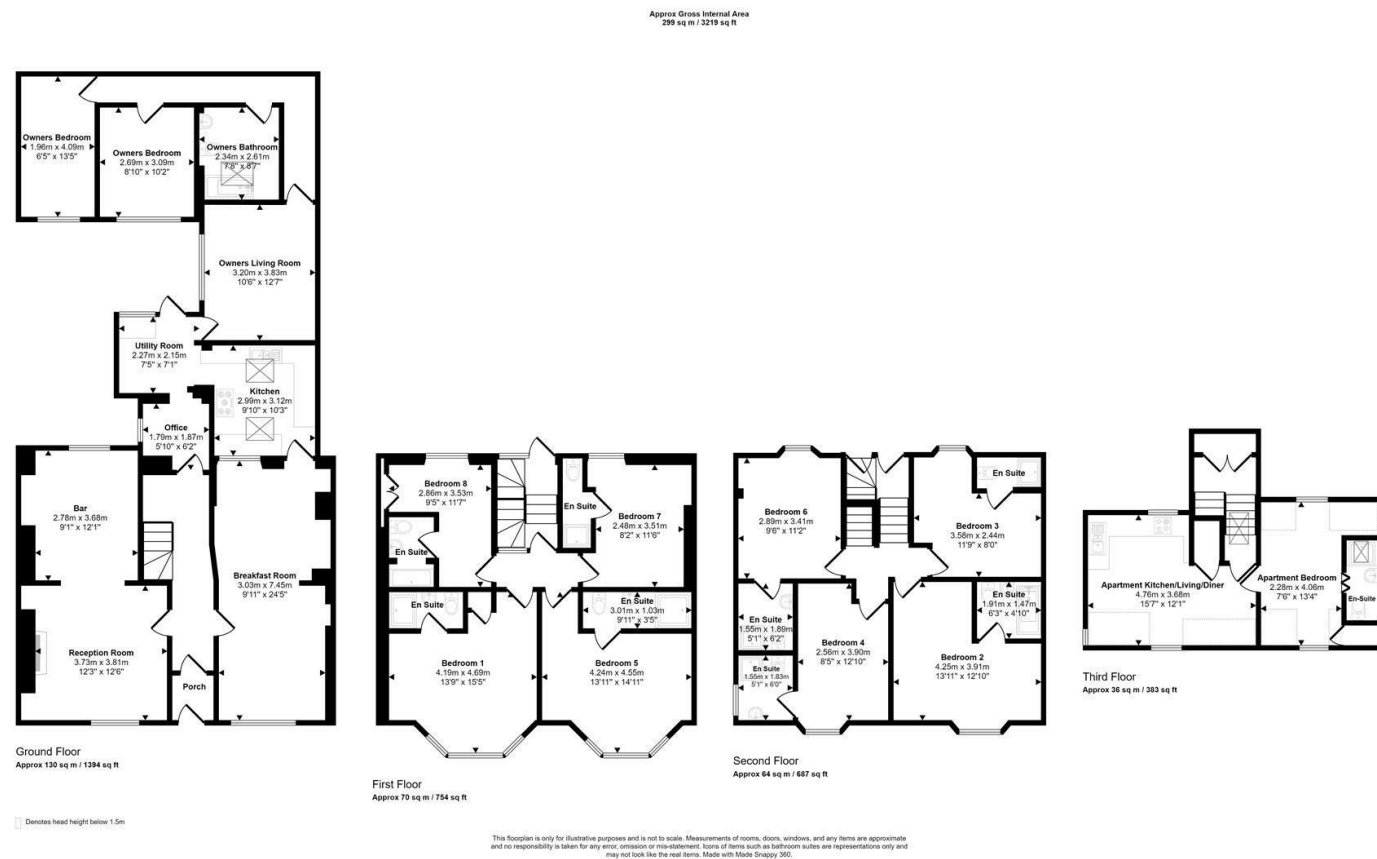 Approx Gross Internal Area
299 sq m / 3219 sq ft
Owners Bedroom
1.96m x 4.09m
6'5" x 13'5"
Owners Bedroom
2.69m x 3.09m
8'10" x 10'2"
Owners Bathroom
2.34m x 2.61m
7'8" x 8'7"
Owners Living Room
3.20m x 3.83m
10'6" x 12'7"
Utility Room
2.27m x 2.15m
7'5" x 7'1"
Kitchen
2.99m x 3.12m
9'10" x 10'3"
Office
1.79m x 1.87m
5'10" x 6'2"
Bar
2.78m x 3.68m
9'1" x 12'1"
Breakfast Room
3.03m x 7.45m
9'11" x 24'5"
Reception Room
3.73m x 3.81m
12'3" x 12'6"
Porch
Ground Floor
Approx 130 sq m / 1394 sq ft
Denotes head height below 1.5m
Bedroom 8
2.86m x 3.53m
9'5" x 11'7"
En Suite
Bedroom 7
2.48m x 3.51m
8'2" x 11'6"
En Suite
En Suite
En Suite
3.01m x 1.03m
9'11" x 3'5"
Bedroom 1
4.19m x 4.69m
13'9" x 15'5"
Bedroom 5
4.24m x 4.55m
13'11" x 14'11"
First Floor
Approx 70 sq m / 754 sq ft
Bedroom 6
2.89m x 3.41m
9'6" x 11'2"
En Suite
Bedroom 3
3.58m x 2.44m
11'9" x 8'0"
En Suite
1.55m x 1.89m
5'1" x 6'2"
En Suite
1.91m x 1.47m
6'3" x 4'10"
Bedroom 4
2.56m x 3.90m
8'5" x 12'10"
Bedroom 2
4.25m x 3.91m
13'11" x 12'10"
En Suite
1.55m x 1.83m
5'1" x 6'0"
Second Floor
Approx 64 sq m / 687 sq ft
Apartment Kitchen/Living/Diner
4.76m x 3.68m
15'7" x 12'1"
Apartment Bedroom
2.28m x 4.06m
7'6" x 13'4"
En-Suite
Third Floor
Approx 36 sq m / 383 sq ft
This floorplan is only for illustrative purposes and is not to scale. Measurements of rooms, doors, windows, and any items are approximate
and no responsibility is taken for any error, omission or mis-statement. Icons of items such as bathroom suites are representations only and
may not look like the real items. Made with Made Snappy 360.